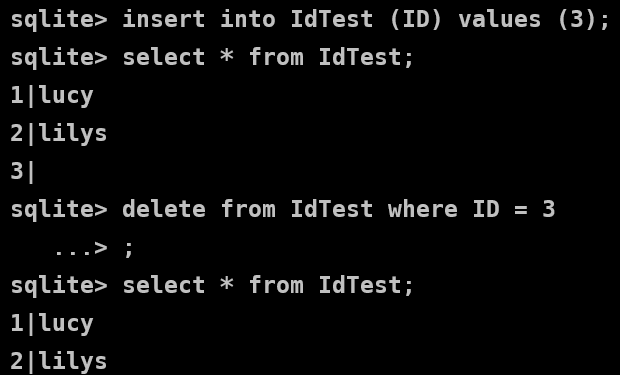 sqlite> insert into IdTest (ID) values (3);
sqlite> select * from IdTest;
1|lucy
2|lilys
3|
sqlite> delete from IdTest where ID = 3
   ...> ;
sqlite> select * from IdTest;
1|lucy
2|lilys